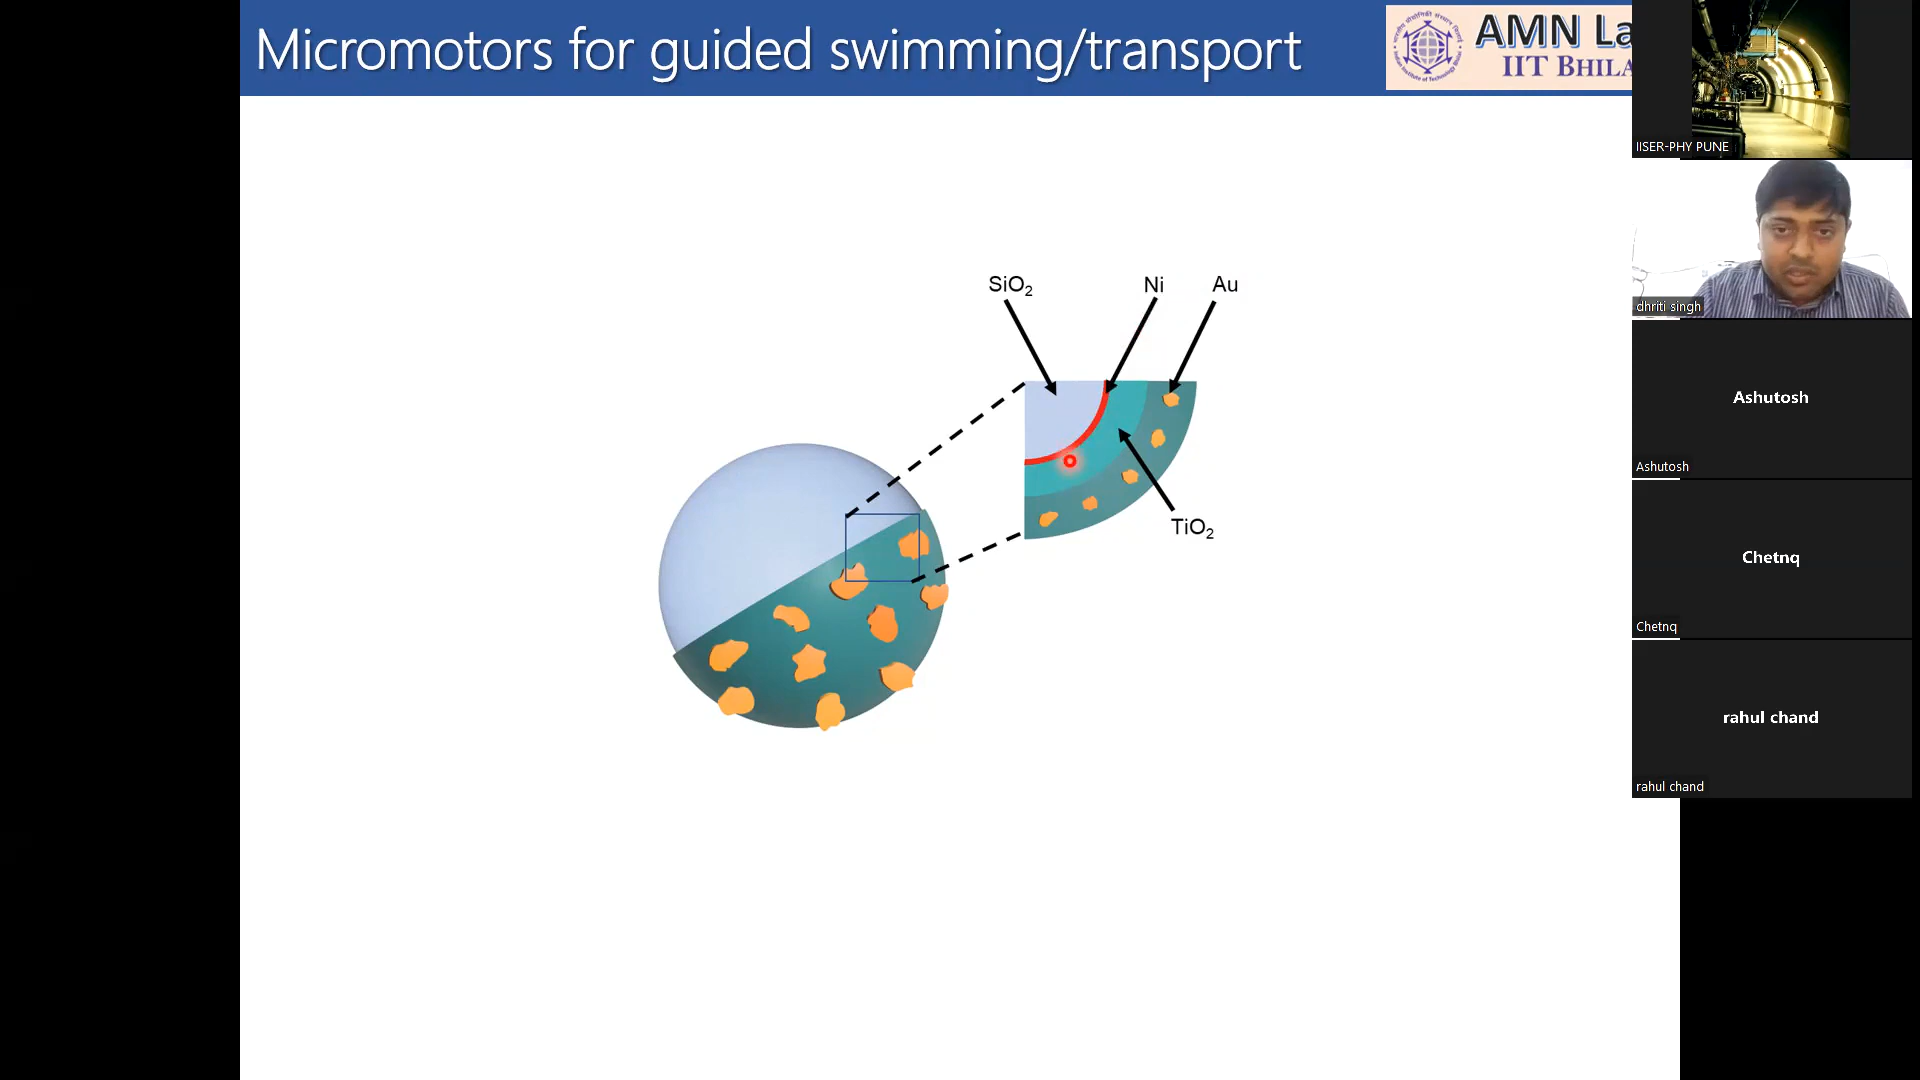 Micromotors for guided swimming/transport
AMN La
IIT BHILA
IISER-PHY PUNE
dhriti singh
SiO2
Ni
Au
TiO2
Ashutosh
Ashutosh
Chetnq
Chetnq
rahul chand
rahul chand